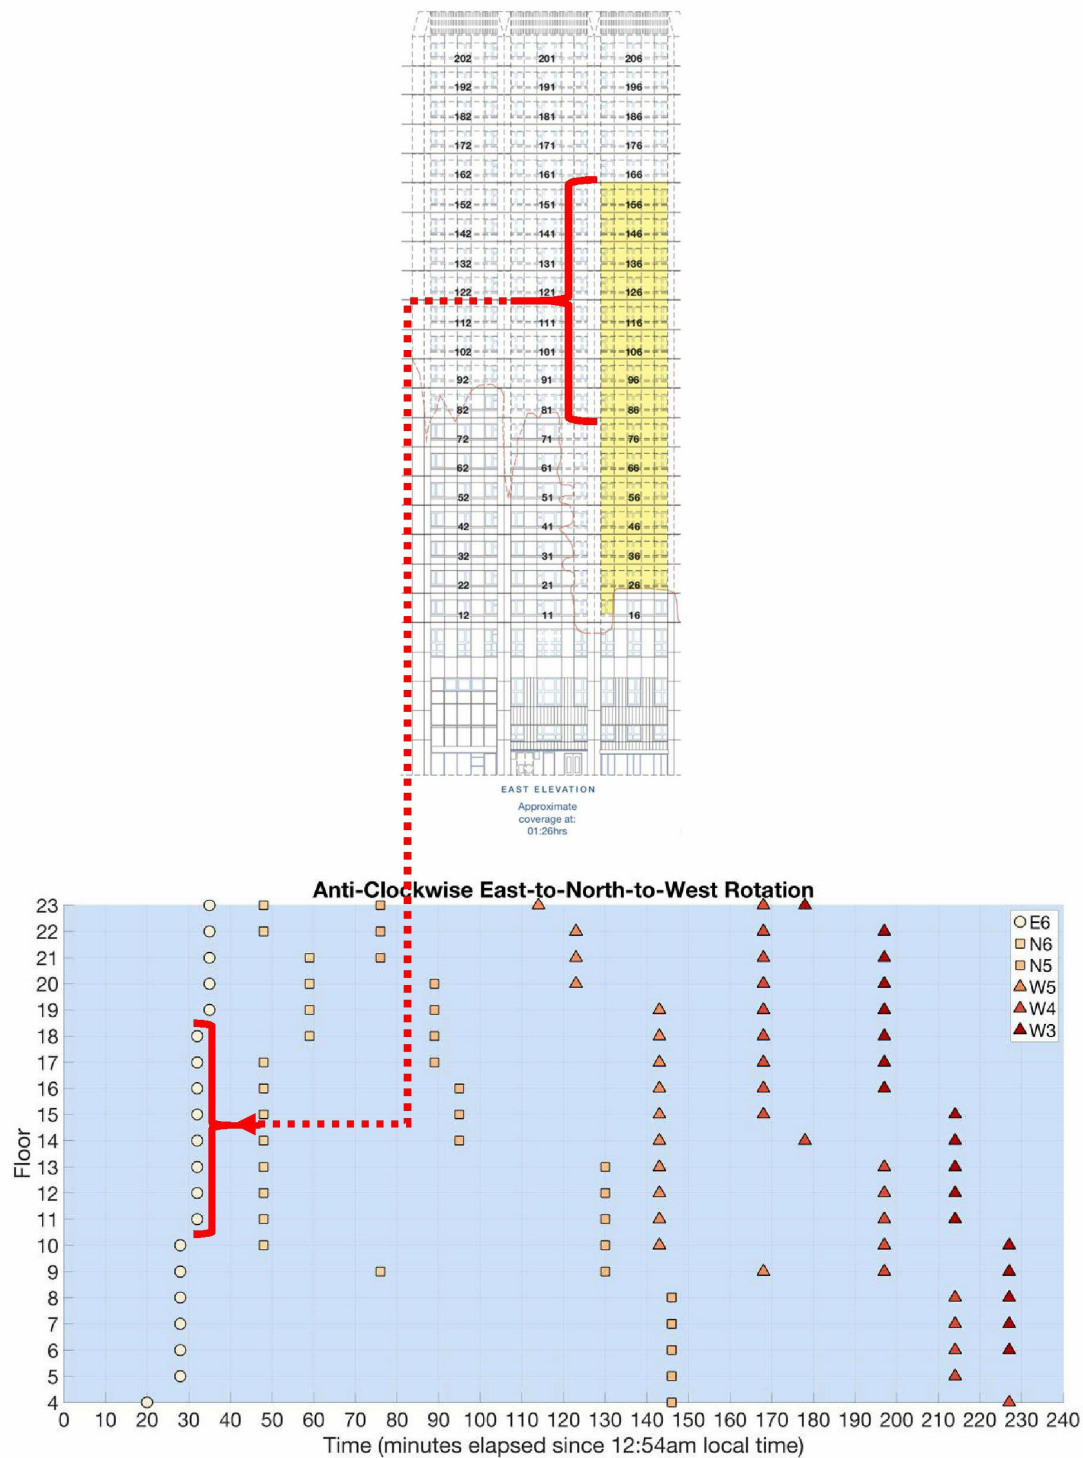 202 201 206
192 191 196
182 181 186
172 171 176
162 161 166
152 151 156
142 141 146
132 131 136
122 121 126
112 111 116
102 101 106
92 91 96
82 81 86
72 71 76
62 61 66
52 51 56
42 41 46
32 31 36
22 21 26
12 11 16
EAST ELEVATION
Approximate
coverage at:
01:26hrs
Anti-Clockwise East-to-North-to-West Rotation
23
22
21
20
19
18
17
16
15
14
13
12
11
10
9
8
7
6
5
4
Floor
E6
N6
N5
W5
W4
W3
0 10 20 30 40 50 60 70 80 90 100 110 120 130 140 150 160 170 180 190 200 210 220 230 240
Time (minutes elapsed since 12:54am local time)